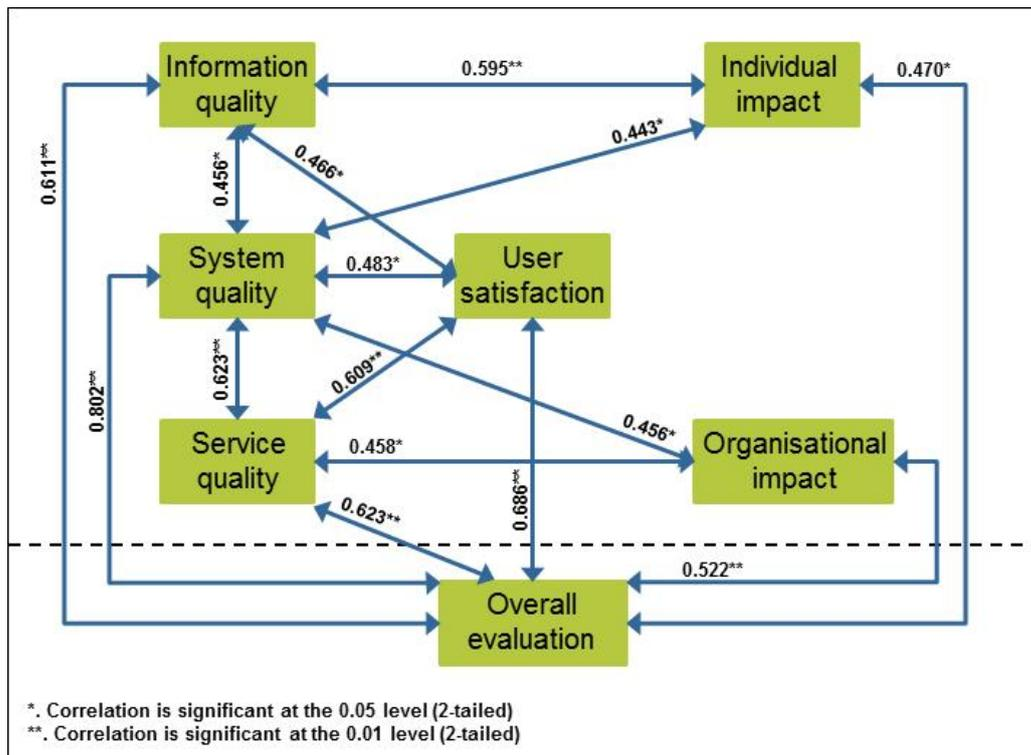 Information
quality
Individual
impact
0.595**
0.470*
0.443*
0.466*
0.456*
0.611**
System
quality
User
satisfaction
0.483*
0.623**
0.609**
0.802**
Service
quality
0.458*
0.456*
Organisational
impact
0.686**
0.623**
0.522**
Overall
evaluation
*. Correlation is significant at the 0.05 level (2-tailed)
**. Correlation is significant at the 0.01 level (2-tailed)